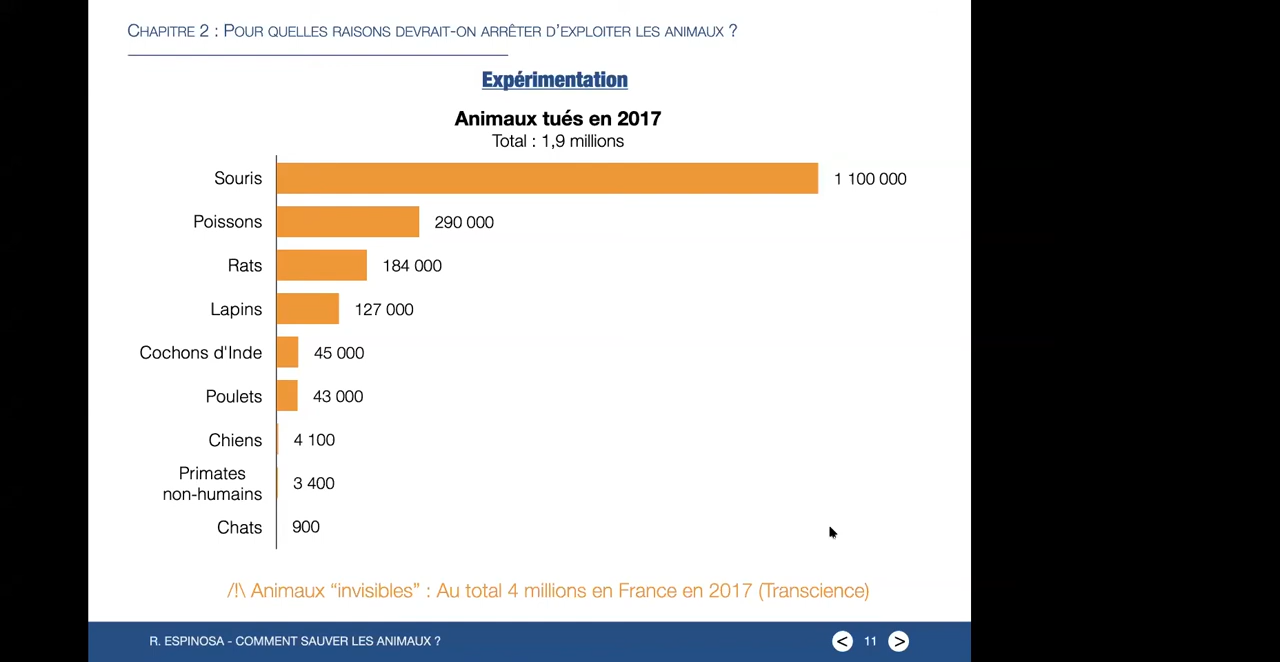 CHAPITRE 2 : POUR QUELLES RAISONS DEVRAIT-ON ARRÊTER D'EXPLOITER LES ANIMAUX ?
Expérimentation
Animaux tués en 2017
Total : 1,9 millions
Souris 1 100 000
Poissons 290 000
Rats 184 000
Lapins 127 000
Cochons d'Inde 45 000
Poulets 43 000
Chiens 4 100
Primates
non-humains 3 400
Chats 900
/!\ Animaux “invisibles” : Au total 4 millions en France en 2017 (Transcience)
R. ESPINOSA - COMMENT SAUVER LES ANIMAUX ? < 11 >